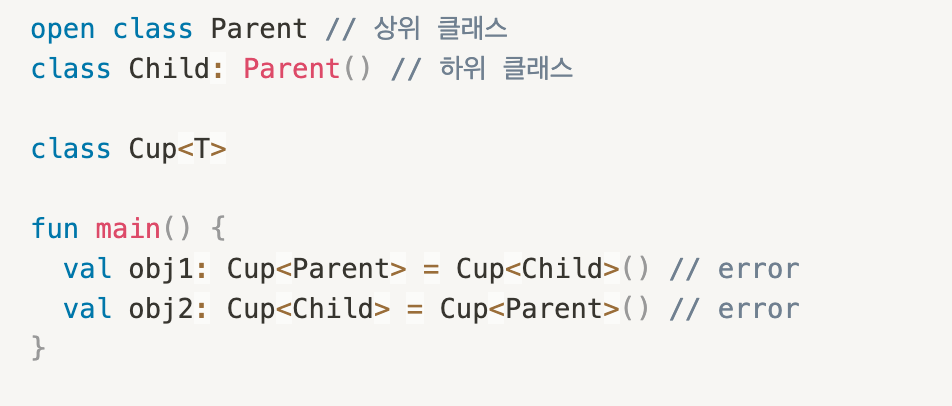 open class Parent // 상위 클래스
class Child: Parent() // 하위 클래스
class Cup<T>
fun main() {
val obj1: Cup<Parent> = Cup<Child>() // error
val obj2: Cup<Child> = Cup<Parent>() // error
}